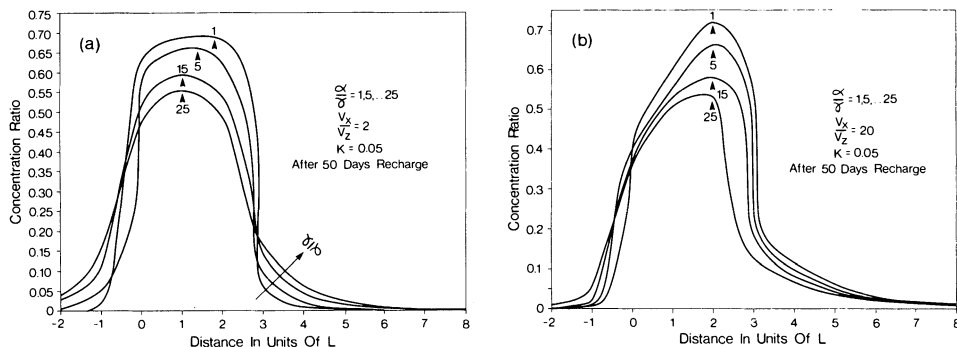 (a)
Concentration Ratio
0.75
0.70
0.65
0.60
0.55
0.50
0.45
0.40
0.35
0.30
0.25
0.20
0.15
0.10
0.05
0
1
5
15
25
= 1,5,..25
Vx
Vz
= 2
K = 0.05
After 50 Days Recharge
-2 -1 0 1 2 3 4 5 6 7 8
Distance In Units Of L
(b)
Concentration Ratio
0.7
0.6
0.5
0.4
0.3
0.2
0.1
0
1
5
15
25
= 1,5,..25
Vx
Vz
= 20
K = 0.05
After 50 Days Recharge
-2 -1 0 1 2 3 4 5 6 7 8
Distance In Units Of L